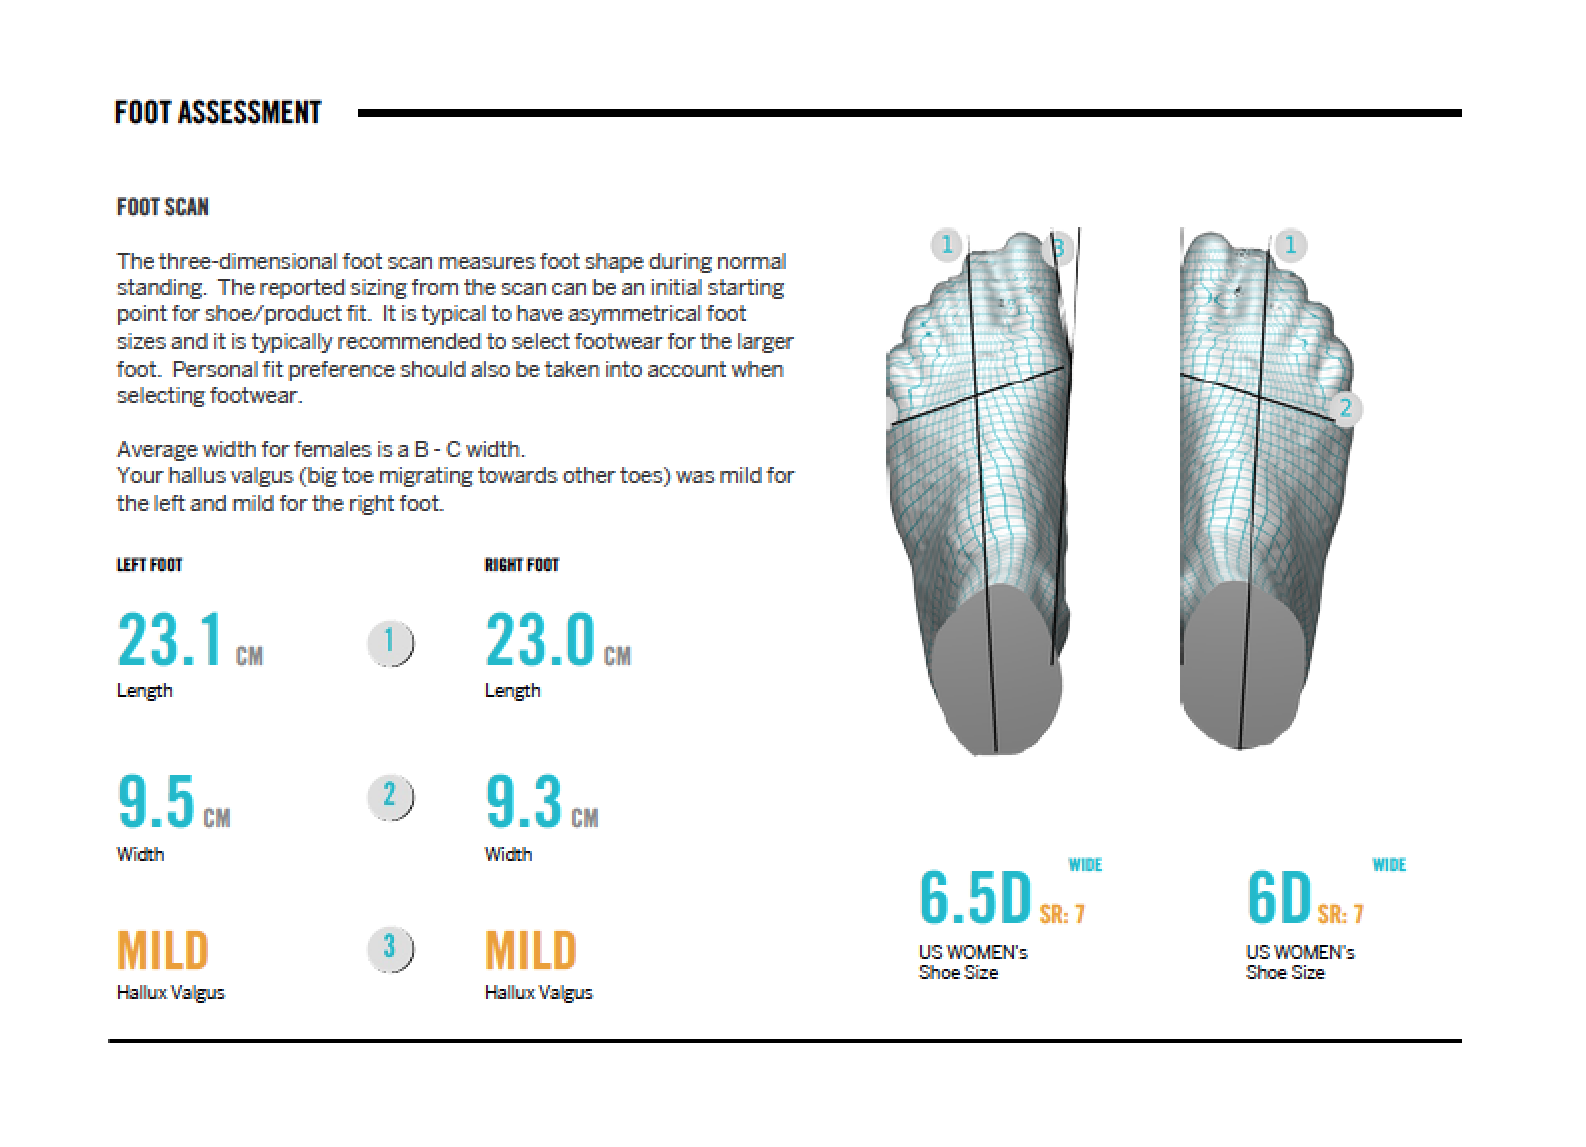 FOOT ASSESSMENT
FOOT SCAN
The three-dimensional foot scan measures foot shape during normal
standing.  The reported sizing from the scan can be an initial starting
point for shoe/product fit.  It is typical to have asymmetrical foot
sizes and it is typically recommended to select footwear for the larger
foot.  Personal fit preference should also be taken into account when
selecting footwear.
Average width for females is a B - C width.
Your hallus valgus (big toe migrating towards other toes) was mild for
the left and mild for the right foot.
LEFT FOOT
RIGHT FOOT
23.1 CM
1
23.0 CM
Length
Length
9.5 CM
2
9.3 CM
Width
Width
MILD
3
MILD
Hallux Valgus
Hallux Valgus
1
3
1
2
WIDE
WIDE
6.5D SR: 7
6D SR: 7
US WOMEN's
Shoe Size
US WOMEN's
Shoe Size